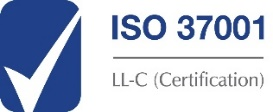 ISO 37001
LL-C (Certification)